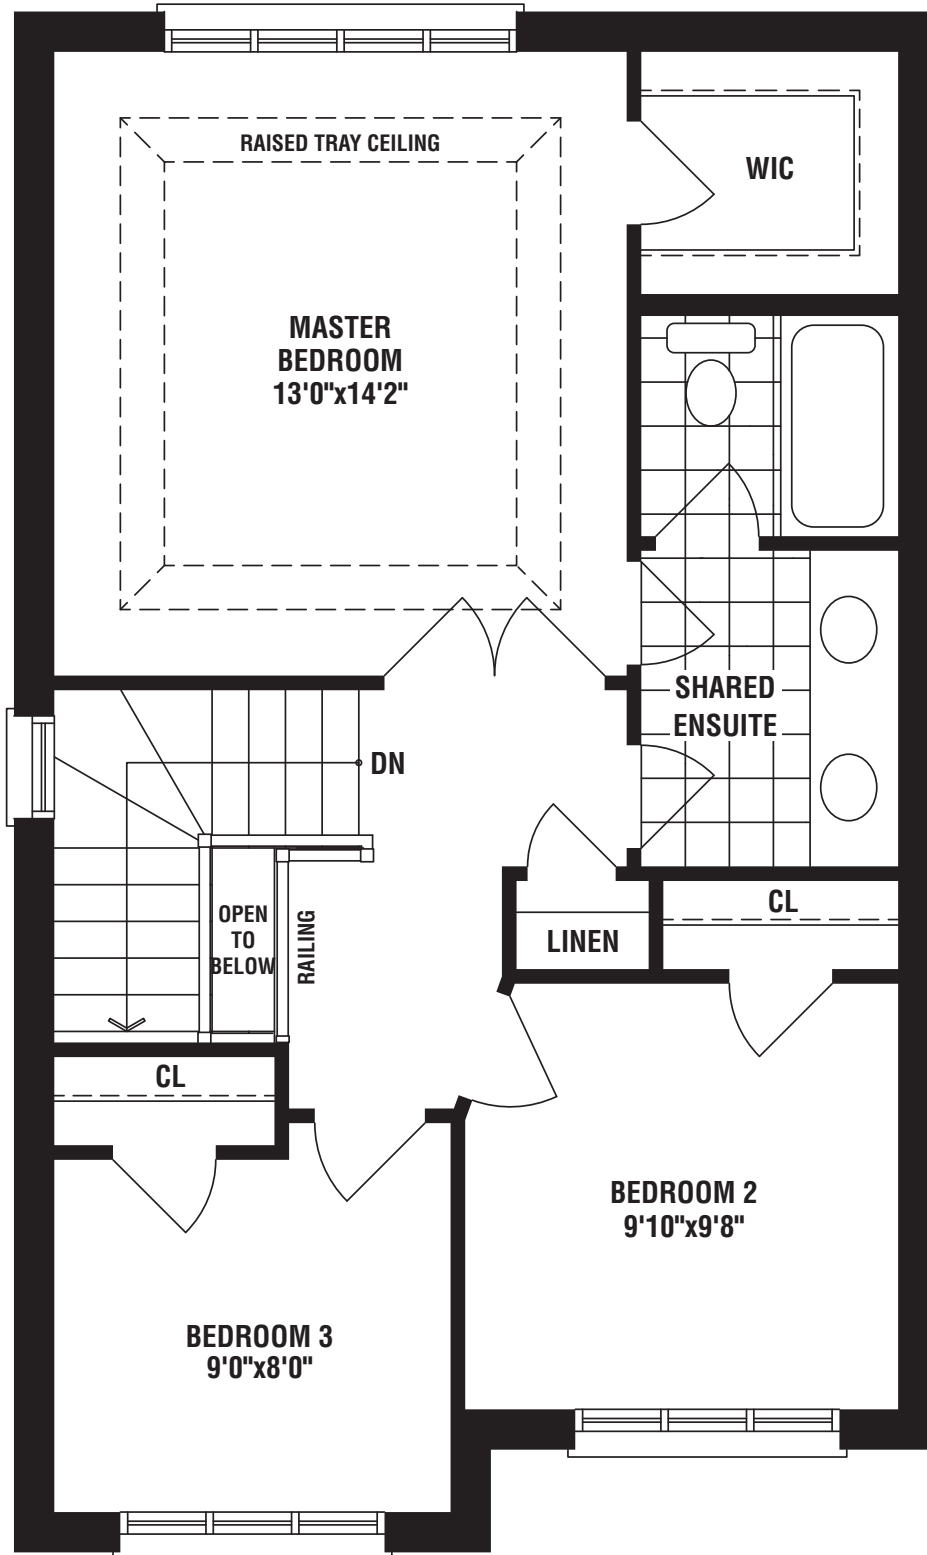 RAISED TRAY CEILING
WIC
MASTER
BEDROOM
13'0"x14'2"
SHARED
ENSUITE
DN
OPEN
TO
BELOW
RAILING
LINEN
CL
CL
BEDROOM 2
9'10"x9'8"
BEDROOM 3
9'0"x8'0"